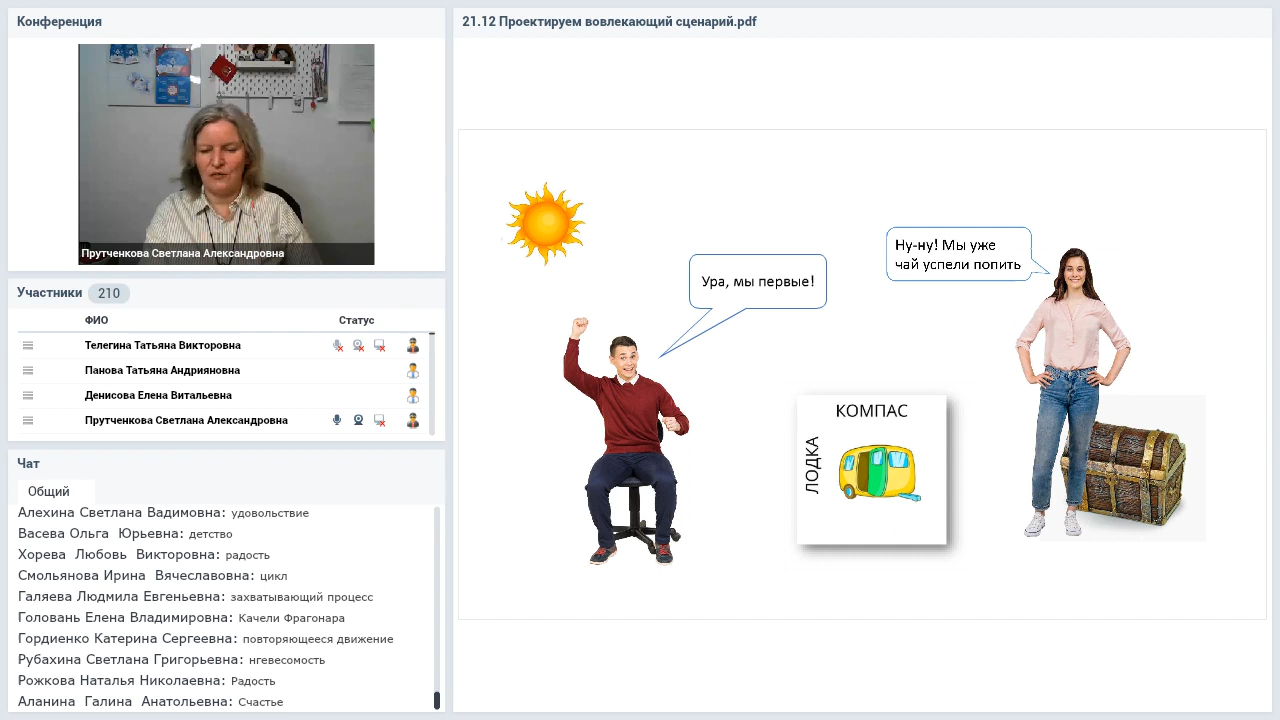 Конференция
Прутченкова Светлана Александровна
Участники 210
ФИО Статус
Телегина Татьяна Викторовна
Панова Татьяна Андрияновна
Денисова Елена Витальевна
Прутченкова Светлана Александровна
Чат
Общий
Алехина Светлана Вадимовна: удовольствие
Васева Ольга Юрьевна: детство
Хорева Любовь Викторовна: радость
Смольянова Ирина Вячеславовна: цикл
Галяева Людмила Евгеньевна: захватывающий процесс
Головань Елена Владимировна: Качели Фрагонара
Гордиенко Катерина Сергеевна: повторяющееся движение
Рубахина Светлана Григорьевна: нгевесомость
Рожкова Наталья Николаевна: Радость
Аланина Галина Анатольевна: Счастье
21.12 Проектируем вовлекающий сценарий.pdf
Ура, мы первые!
Ну-ну! Мы уже
чай успели попить
КОМПАС
ЛОДКА